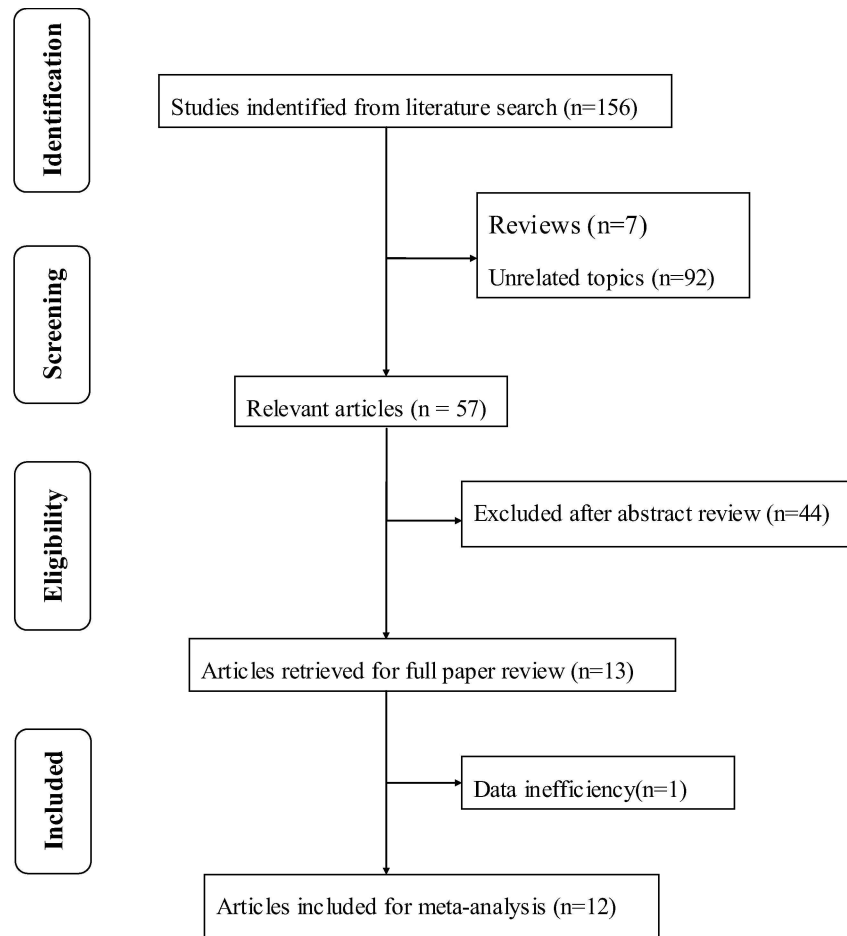 Identification
Studies indentified from literature search (n=156)
Reviews (n=7)
Unrelated topics (n=92)
Screening
Relevant articles (n = 57)
Eligibility
Excluded after abstract review (n=44)
Articles retrieved for full paper review (n=13)
Included
Data inefficiency(n=1)
Articles included for meta-analysis (n=12)